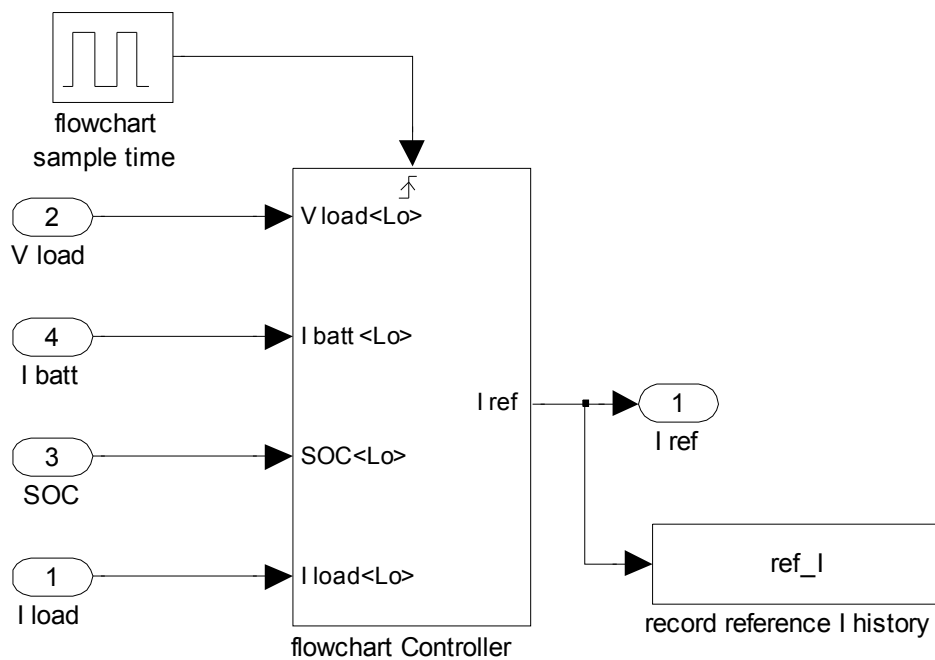 flowchart
sample time
2
V load
V load<Lo>
4
I batt
I batt <Lo>
I ref
1
I ref
3
SOC
SOC<Lo>
ref_I
record reference I history
1
I load
I load<Lo>
flowchart Controller